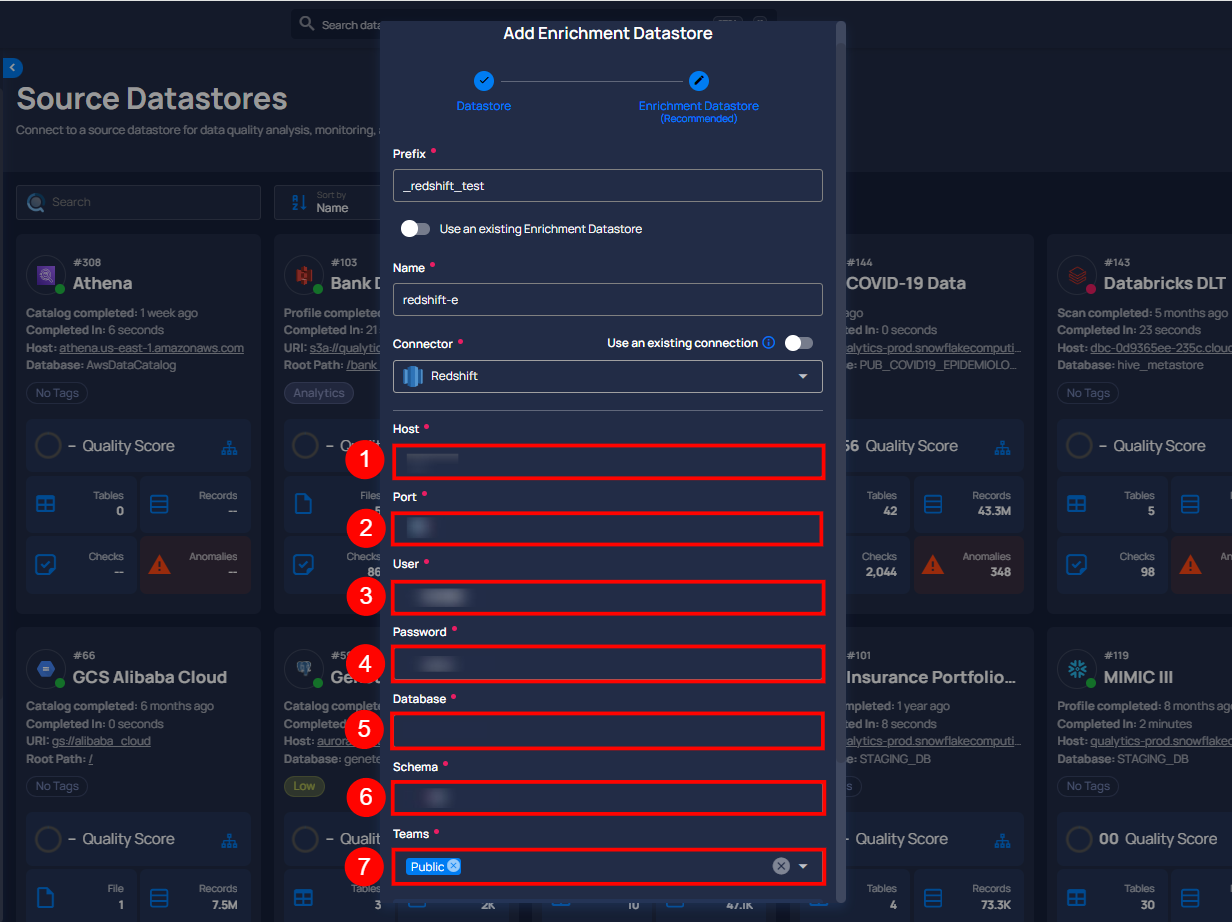 Search data
Add Enrichment Datastore
Datastore
Enrichment Datastore
(Recommended)
Source Datastores
Connect to a source datastore for data quality analysis, monitoring,
Prefix *
_redshift_test
Search
Sort by
Name
Use an existing Enrichment Datastore
Name *
redshift-e
Connector *
Use an existing connection
Redshift
#308
Athena
Catalog completed: 1 week ago
Completed In: 6 seconds
Host: athena.us-east-1.amazonaws.com
Database: AwsDataCatalog
No Tags
– Quality Score
Tables
0
Records
--
Checks
--
Anomalies
--
#103
Bank D
Profile complete
Completed In: 21
URI: s3a://qualytic
Root Path: /bank
Analytics
Files
5
Checks
86
#144
COVID-19 Data
ago
ed In: 0 seconds
alytics-prod.snowflakecomputi...
e: PUB_COVID19_EPIDEMIOLO...
56 Quality Score
Tables
42
Records
43.3M
Checks
2,044
Anomalies
348
#143
Databricks DLT
Scan completed: 5 months ago
Completed In: 23 seconds
Host: dbc-0d9365ee-235c.cloud
Database: hive_metastore
No Tags
– Quality Score
Tables
5
Checks
98
An
Host *
1
Port *
2
User *
3
Password *
4
Database *
5
Schema *
6
Teams *
7
Public
#66
GCS Alibaba Cloud
Catalog completed: 6 months ago
Completed In: 0 seconds
URI: gs://alibaba_cloud
Root Path: /
No Tags
– Quality Score
File
1
Records
7.5M
#59
Catalog complete
Completed
Host: aurora
Database: genete
Low
– Qualit
Tables
3
2K
10
47.1K
#101
Insurance Portfolio...
mpleted: 1 year ago
ed In: 8 seconds
alytics-prod.snowflakecomputi...
e: STAGING_DB
s
Quality Score
Tables
4
Records
73.3K
#119
MIMIC III
Profile completed: 8 months ago
Completed In: 2 minutes
Host: qualytics-prod.snowflakec
Database: STAGING_DB
No Tags
00 Quality Score
Tables
30